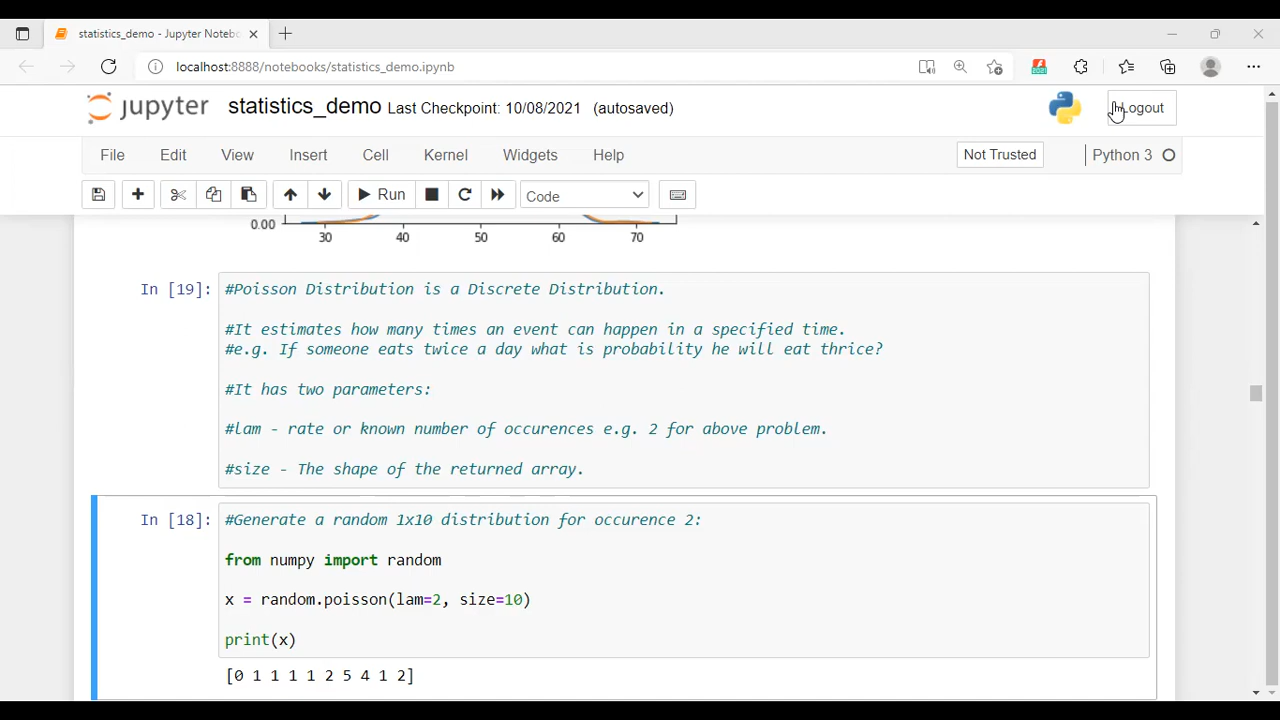 statistics_demo - Jupyter Noteb
localhost:8888/notebooks/statistics_demo.ipynb
jupyter statistics_demo Last Checkpoint: 10/08/2021 (autosaved) Logout
File Edit View Insert Cell Kernel Widgets Help Not Trusted Python 3
Run Code
0.00
30 40 50 60 70
In [19]: #Poisson Distribution is a Discrete Distribution.
#It estimates how many times an event can happen in a specified time.
#e.g. If someone eats twice a day what is probability he will eat thrice?
#It has two parameters:
#lam - rate or known number of occurences e.g. 2 for above problem.
#size - The shape of the returned array.
In [18]: #Generate a random 1x10 distribution for occurence 2:
from numpy import random
x = random.poisson(lam=2, size=10)
print(x)
[0 1 1 1 1 2 5 4 1 2]